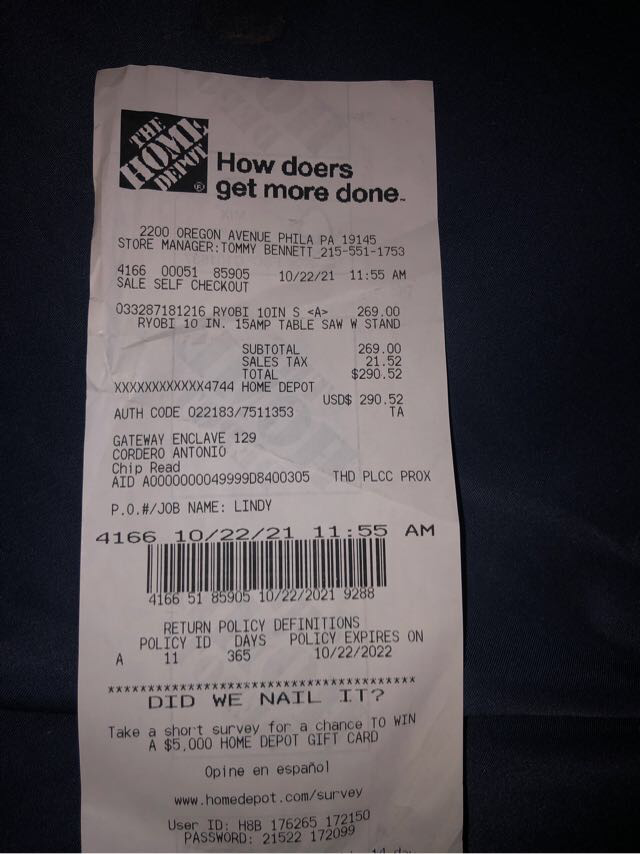 THE
HOME
DEPOT
®
How doers
get more done™
2200 OREGON AVENUE PHILA PA 19145
STORE MANAGER:TOMMY BENNETT 215-551-1753
4166 00051 85905 10/22/21 11:55 AM
SALE SELF CHECKOUT
033287181216 RYOBI 10IN S <A> 269.00
RYOBI 10 IN. 15AMP TABLE SAW W STAND
SUBTOTAL 269.00
SALES TAX 21.52
TOTAL $290.52
XXXXXXXXXXXX4744 HOME DEPOT
USD$ 290.52
AUTH CODE 022183/7511353 TA
GATEWAY ENCLAVE 129
CORDERO ANTONIO
Chip Read
AID A0000000049999D8400305 THD PLCC PROX
P.O.#/JOB NAME: LINDY
4166 10/22/21 11:55 AM
4166 51 85905 10/22/2021 9288
RETURN POLICY DEFINITIONS
POLICY ID DAYS POLICY EXPIRES ON
A 11 365 10/22/2022
****************************************
DID WE NAIL IT?
Take a short survey for a chance TO WIN
A $5,000 HOME DEPOT GIFT CARD
Opine en español
www.homedepot.com/survey
User ID: H8B 176265 172150
PASSWORD: 21522 172099